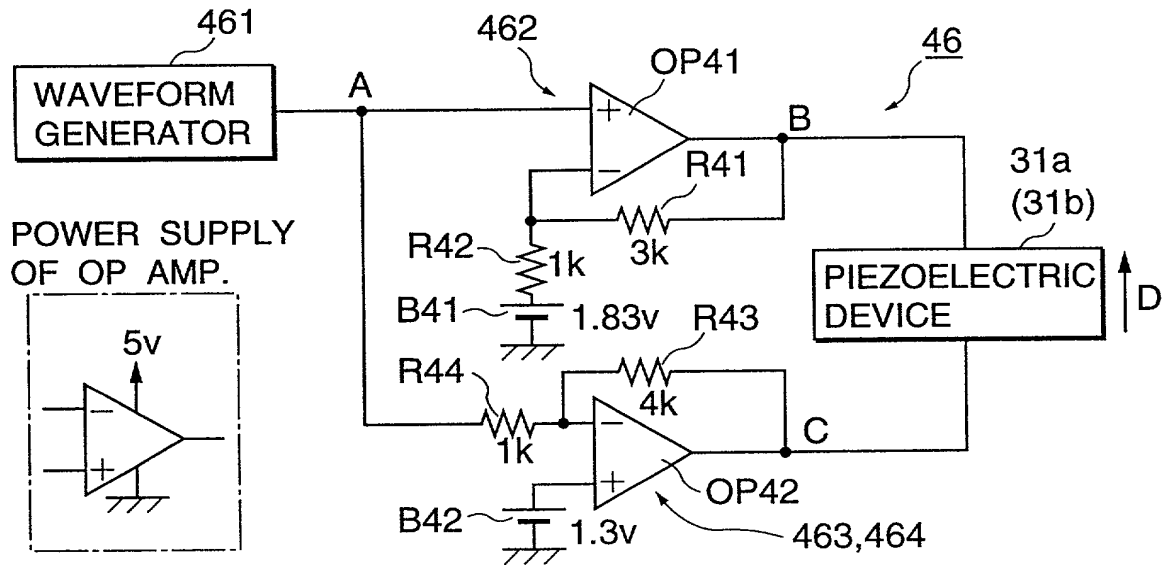 461
WAVEFORM
GENERATOR
A
462
OP41
46
+
−
B
R41
3k
31a
(31b)
PIEZOELECTRIC
DEVICE
D
R42
1k
B41
1.83v
POWER SUPPLY
OF OP AMP.
5v
−
+
R43
4k
R44
1k
−
+
C
OP42
B42
1.3v
463,464